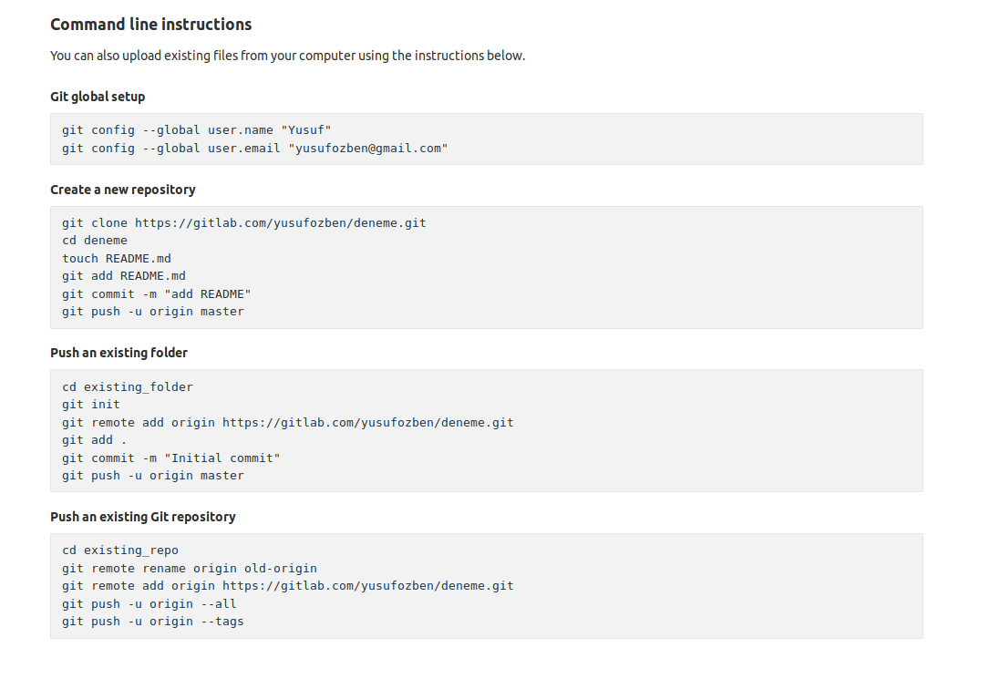 Command line instructions
You can also upload existing files from your computer using the instructions below.
Git global setup
git config --global user.name "Yusuf"
git config --global user.email "yusufozben@gmail.com"
Create a new repository
git clone https://gitlab.com/yusufozben/deneme.git
cd deneme
touch README.md
git add README.md
git commit -m "add README"
git push -u origin master
Push an existing folder
cd existing_folder
git init
git remote add origin https://gitlab.com/yusufozben/deneme.git
git add .
git commit -m "Initial commit"
git push -u origin master
Push an existing Git repository
cd existing_repo
git remote rename origin old-origin
git remote add origin https://gitlab.com/yusufozben/deneme.git
git push -u origin --all
git push -u origin --tags